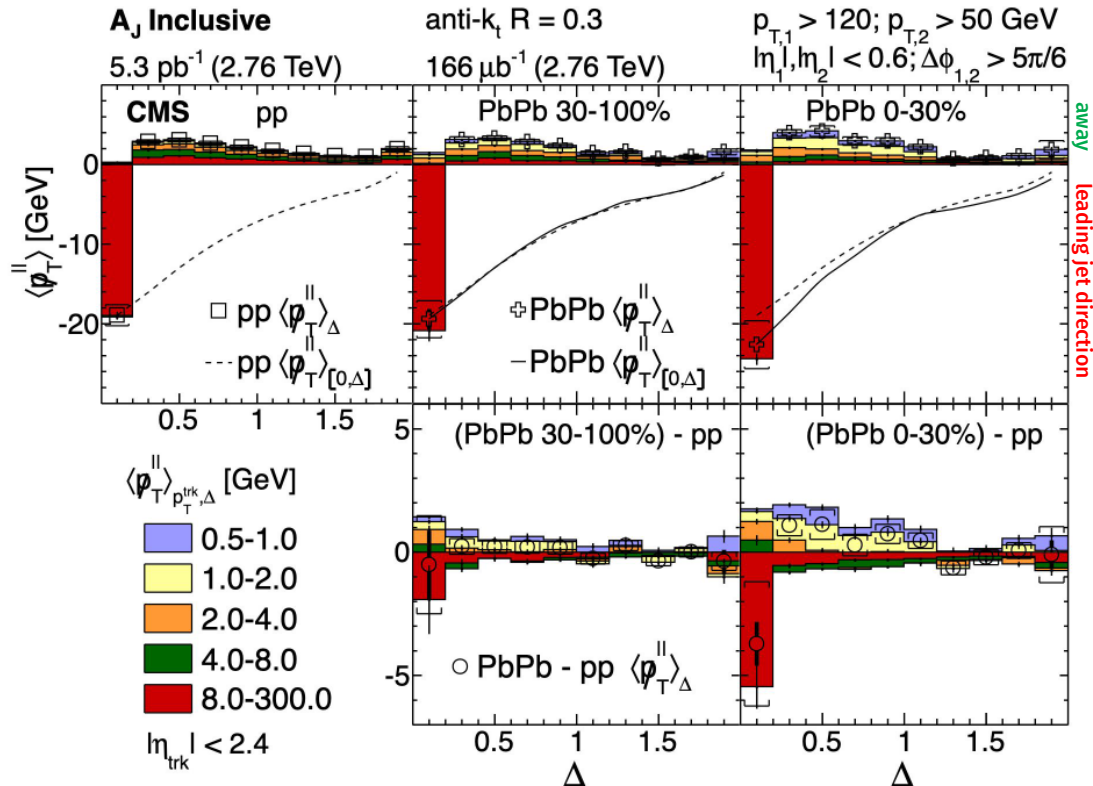 A_J Inclusive
anti-k_t R = 0.3
p_T,1 > 120; p_T,2 > 50 GeV
5.3 pb⁻¹ (2.76 TeV)
166 μb⁻¹ (2.76 TeV)
|η₁|,|η₂| < 0.6; Δϕ₁,₂ > 5π/6
CMS pp
PbPb 30-100%
PbPb 0-30%
away
leading jet direction
⟨p̸_T^||⟩ [GeV]
0
-10
-20
pp ⟨p̸_T^||⟩_Δ
pp ⟨p̸_T^||⟩_[0,Δ]
PbPb ⟨p̸_T^||⟩_Δ
PbPb ⟨p̸_T^||⟩_[0,Δ]
0.5 1 1.5
(PbPb 30-100%) - pp
(PbPb 0-30%) - pp
5
0
-5
⟨p̸_T^||⟩_p_T^trk,Δ [GeV]
0.5-1.0
1.0-2.0
2.0-4.0
4.0-8.0
8.0-300.0
|η_trk| < 2.4
PbPb - pp ⟨p̸_T^||⟩_Δ
0.5 1 1.5
0.5 1 1.5
Δ
Δ